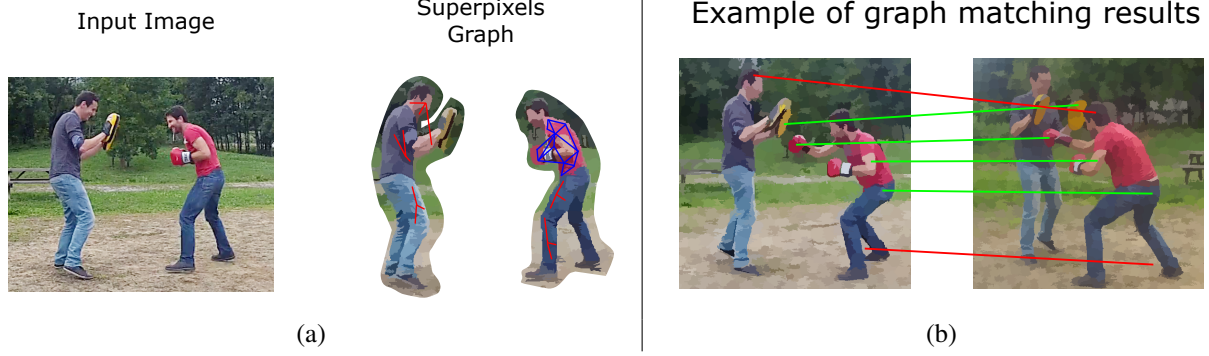 Input Image
Superpixels
Graph
Example of graph matching results
(a)
(b)